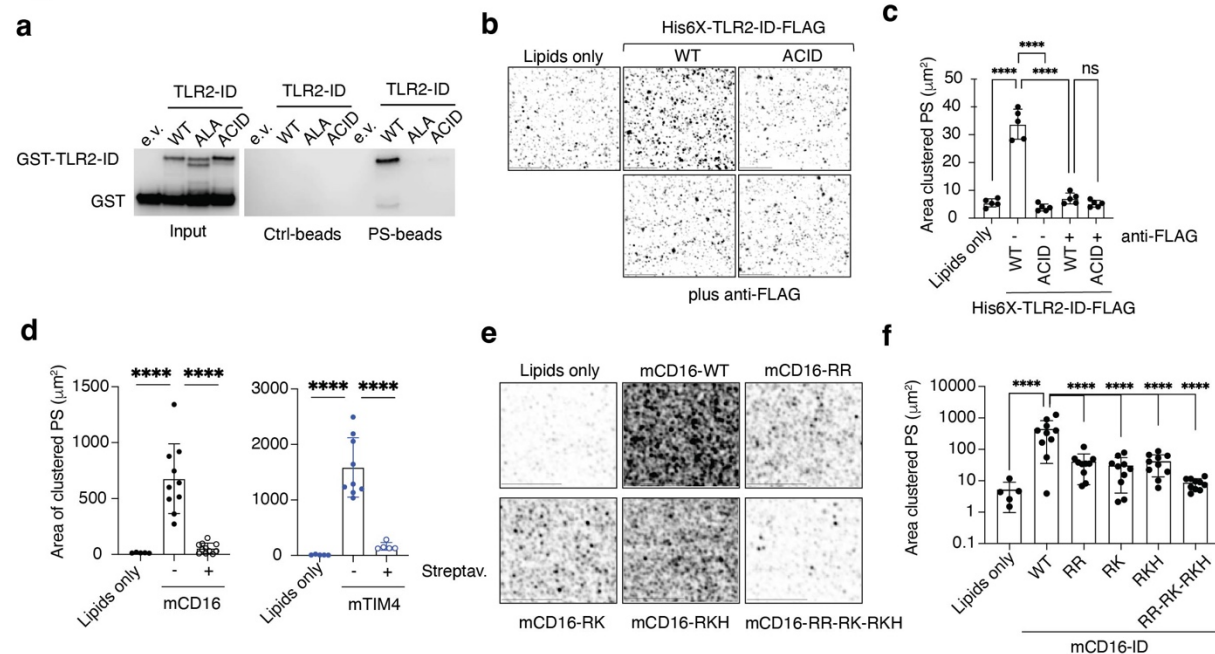 a
TLR2-ID
TLR2-ID
TLR2-ID
e.v.
WT
ALA
ACID
e.v.
WT
ALA
ACID
e.v.
WT
ALA
ACID
GST-TLR2-ID
GST
Input
Ctrl-beads
PS-beads
b
His6X-TLR2-ID-FLAG
Lipids only
WT
ACID
plus anti-FLAG
c
****
****
****
ns
Area clustered PS (μm²)
50
40
30
20
10
0
Lipids only
WT -
ACID -
WT +
ACID +
anti-FLAG
His6X-TLR2-ID-FLAG
d
**** ****
Area of clustered PS (μm²)
1500
1000
500
0
Lipids only
- +
mCD16
**** ****
3000
2000
1000
0
Lipids only
- +
Streptav.
mTIM4
e
Lipids only
mCD16-WT
mCD16-RR
mCD16-RK
mCD16-RKH
mCD16-RR-RK-RKH
f
**** **** **** **** ****
Area clustered PS (μm²)
10000
1000
100
10
1
0.1
Lipids only
WT
RR
RK
RKH
RR-RK-RKH
mCD16-ID